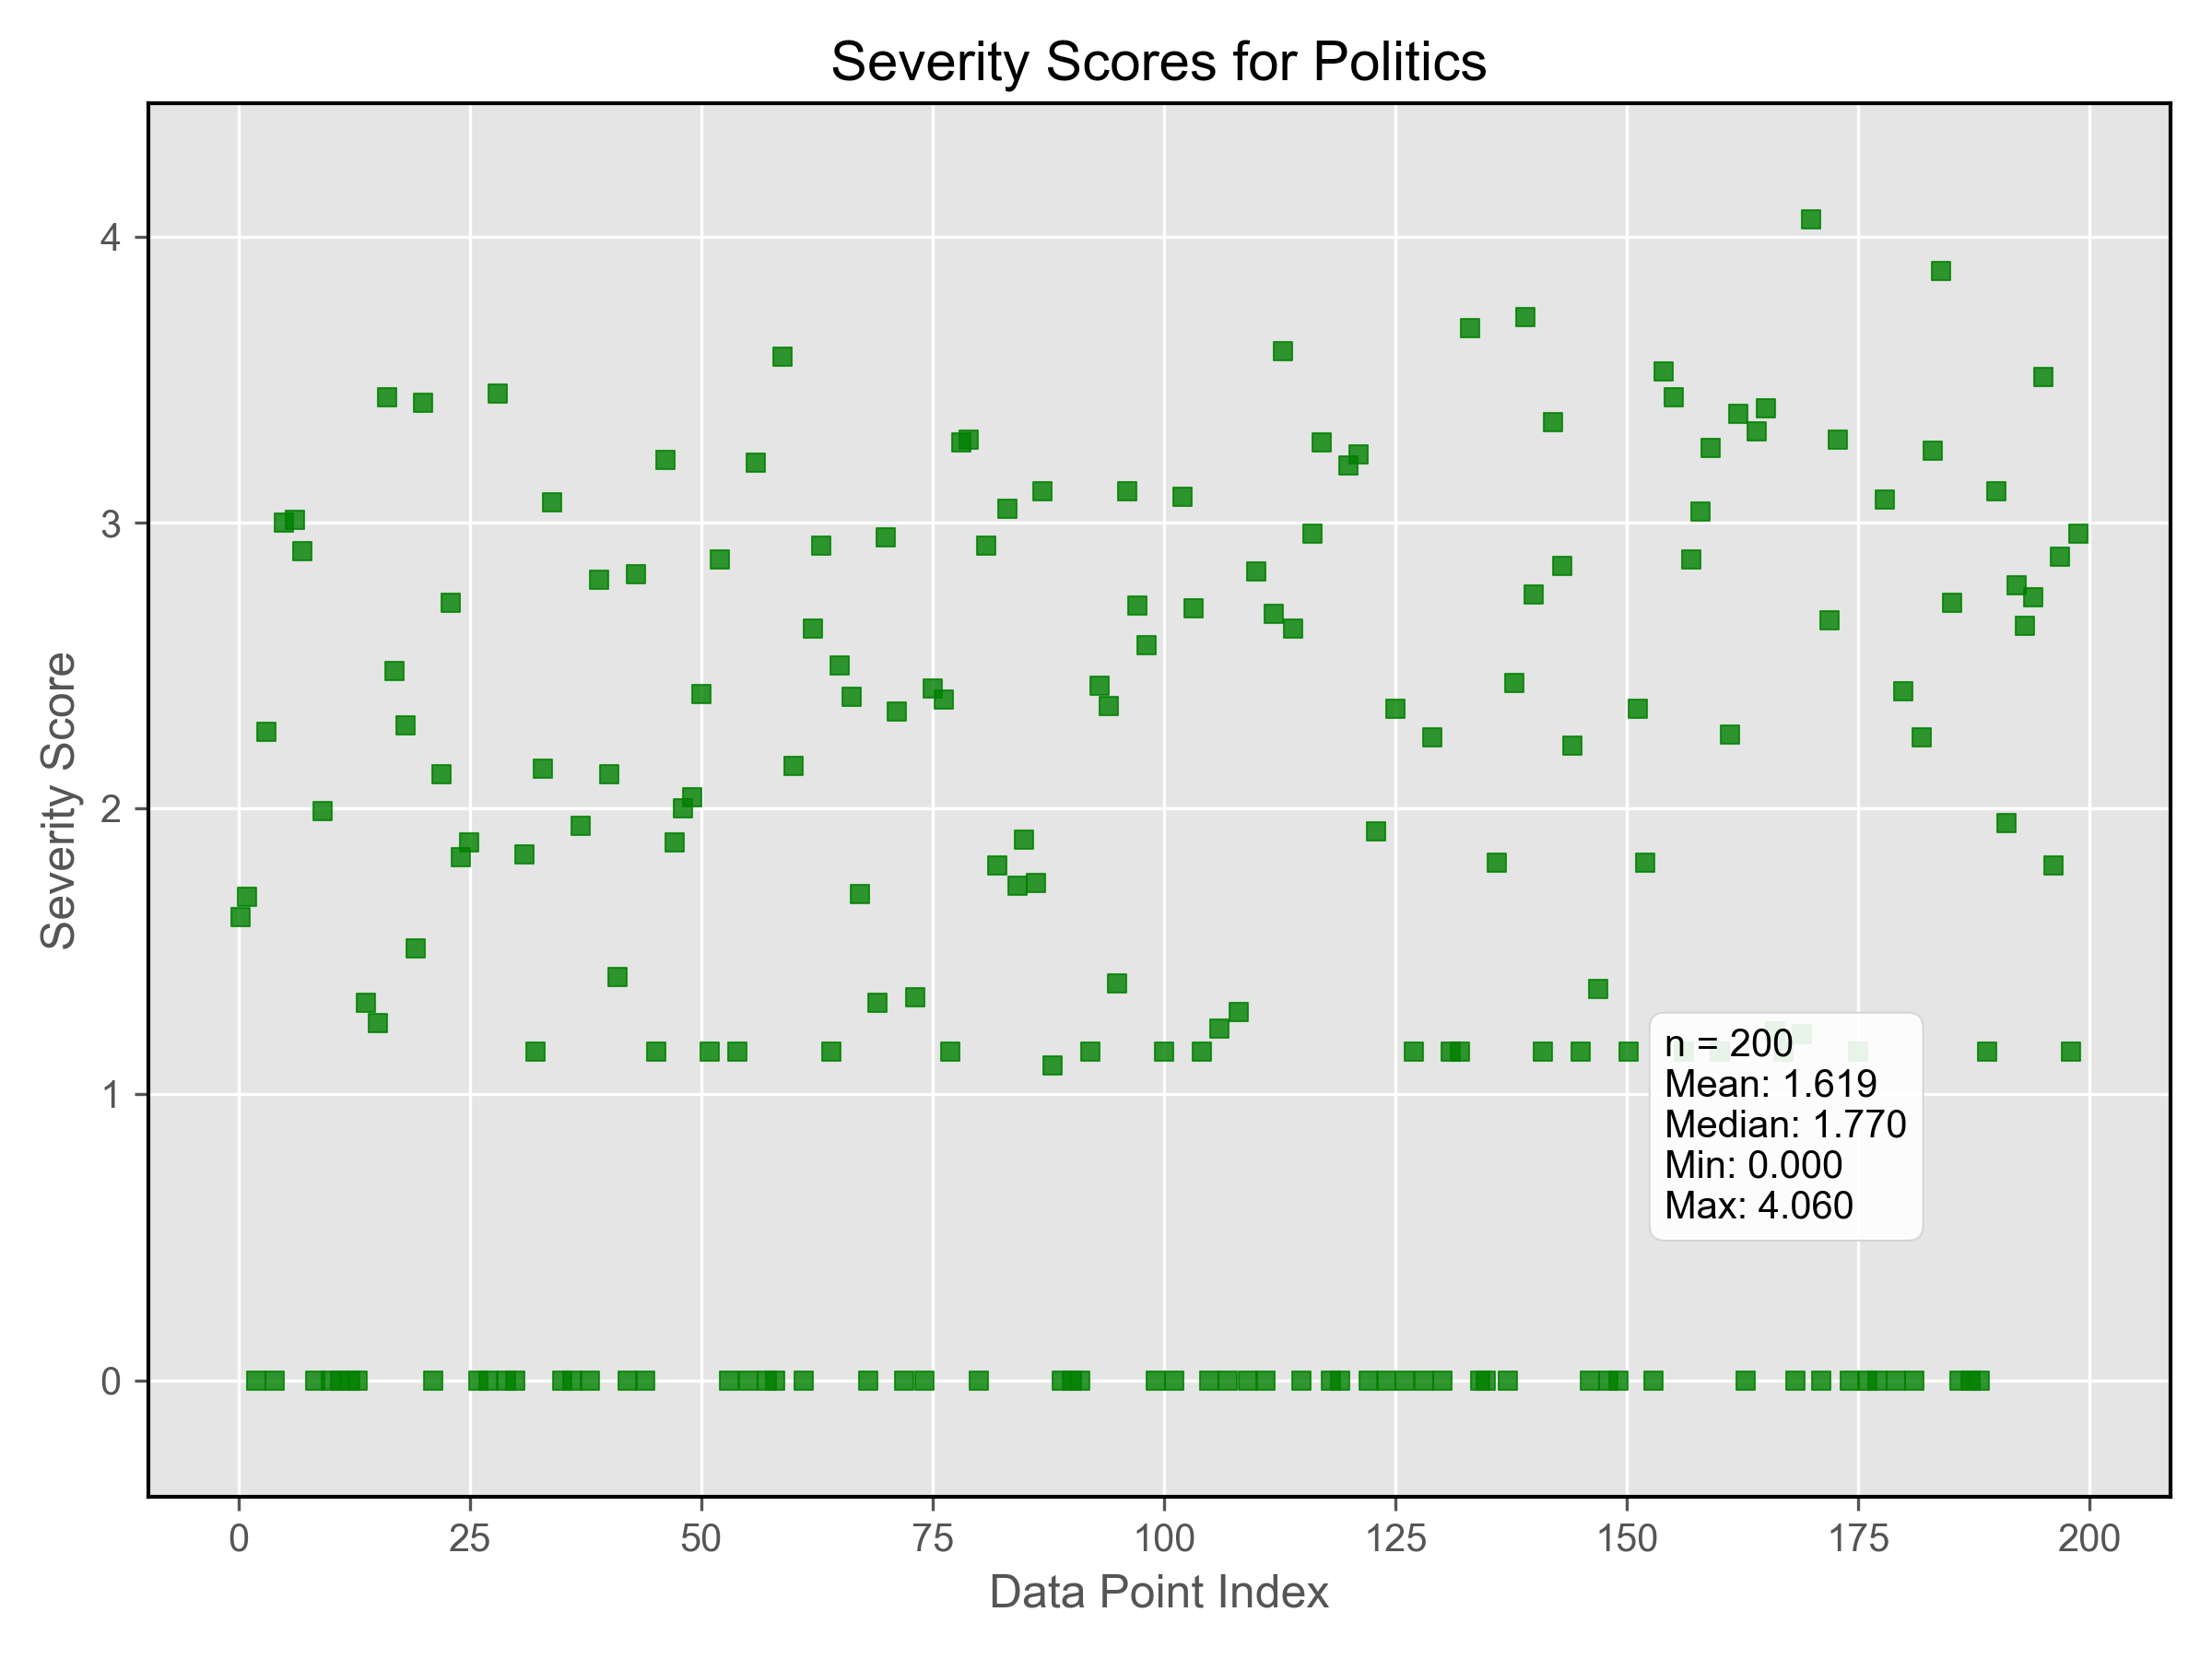 Severity Scores for Politics
Severity Score
4
3
2
1
0
n = 200
Mean: 1.619
Median: 1.770
Min: 0.000
Max: 4.060
0 25 50 75 100 125 150 175 200
Data Point Index